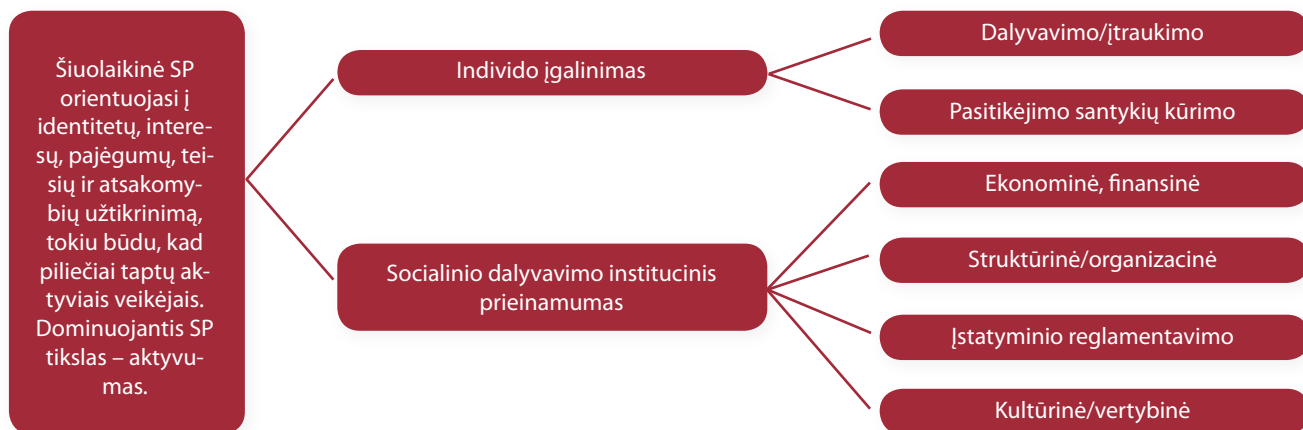 Šiuolaikinė SP
orientuojasi į
identitetų, intere-
sų, pajėgumų, tei-
sių ir atsakomy-
bių užtikrinimą,
tokiu būdu, kad
piliečiai taptų ak-
tyviais veikėjais.
Dominuojantis SP
tikslas – aktyvu-
mas.
Individo įgalinimas
Dalyvavimo/įtraukimo
Pasitikėjimo santykių kūrimo
Socialinio dalyvavimo institucinis
prieinamumas
Ekonominė, finansinė
Struktūrinė/organizacinė
Įstatyminio reglamentavimo
Kultūrinė/vertybinė